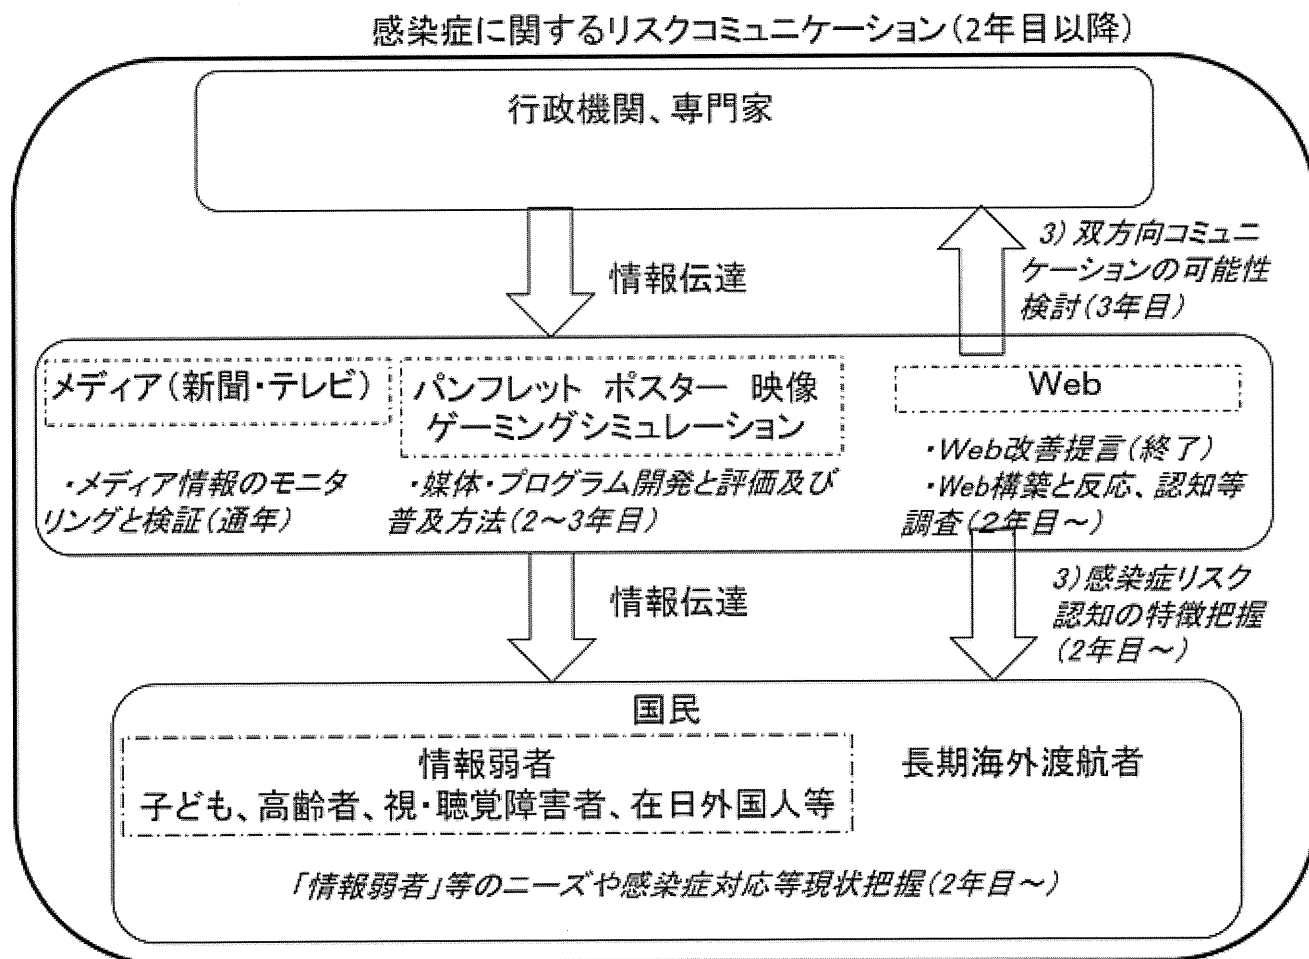 感染症に関するリスクコミュニケーション(2年目以降)
行政機関、専門家
情報伝達
3) 双方向コミュニ
ケーションの可能性
検討(3年目)
メディア(新聞・テレビ)
パンフレット ポスター 映像
ゲーミングシミュレーション
Web
・メディア情報のモニタ
リングと検証(通年)
・媒体・プログラム開発と評価及び
普及方法(2～3年目)
・Web改善提言(終了)
・Web構築と反応、認知等
調査(2年目～)
情報伝達
3)感染症リスク
認知の特徴把握
(2年目～)
国民
情報弱者
子ども、高齢者、視・聴覚障害者、在日外国人等
長期海外渡航者
「情報弱者」等のニーズや感染症対応等現状把握(2年目～)